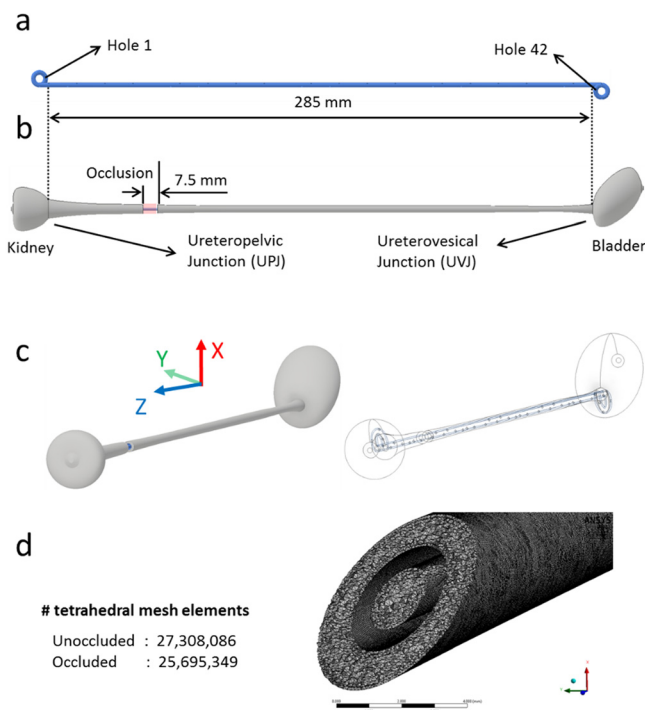 a
Hole 1
Hole 42
285 mm
b
Occlusion
7.5 mm
Kidney
Ureteropelvic
Junction (UPJ)
Ureterovesical
Junction (UVJ)
Bladder
c
Y
X
Z
d
ANSYS
# tetrahedral mesh elements
Unoccluded : 27,308,086
Occluded : 25,695,349